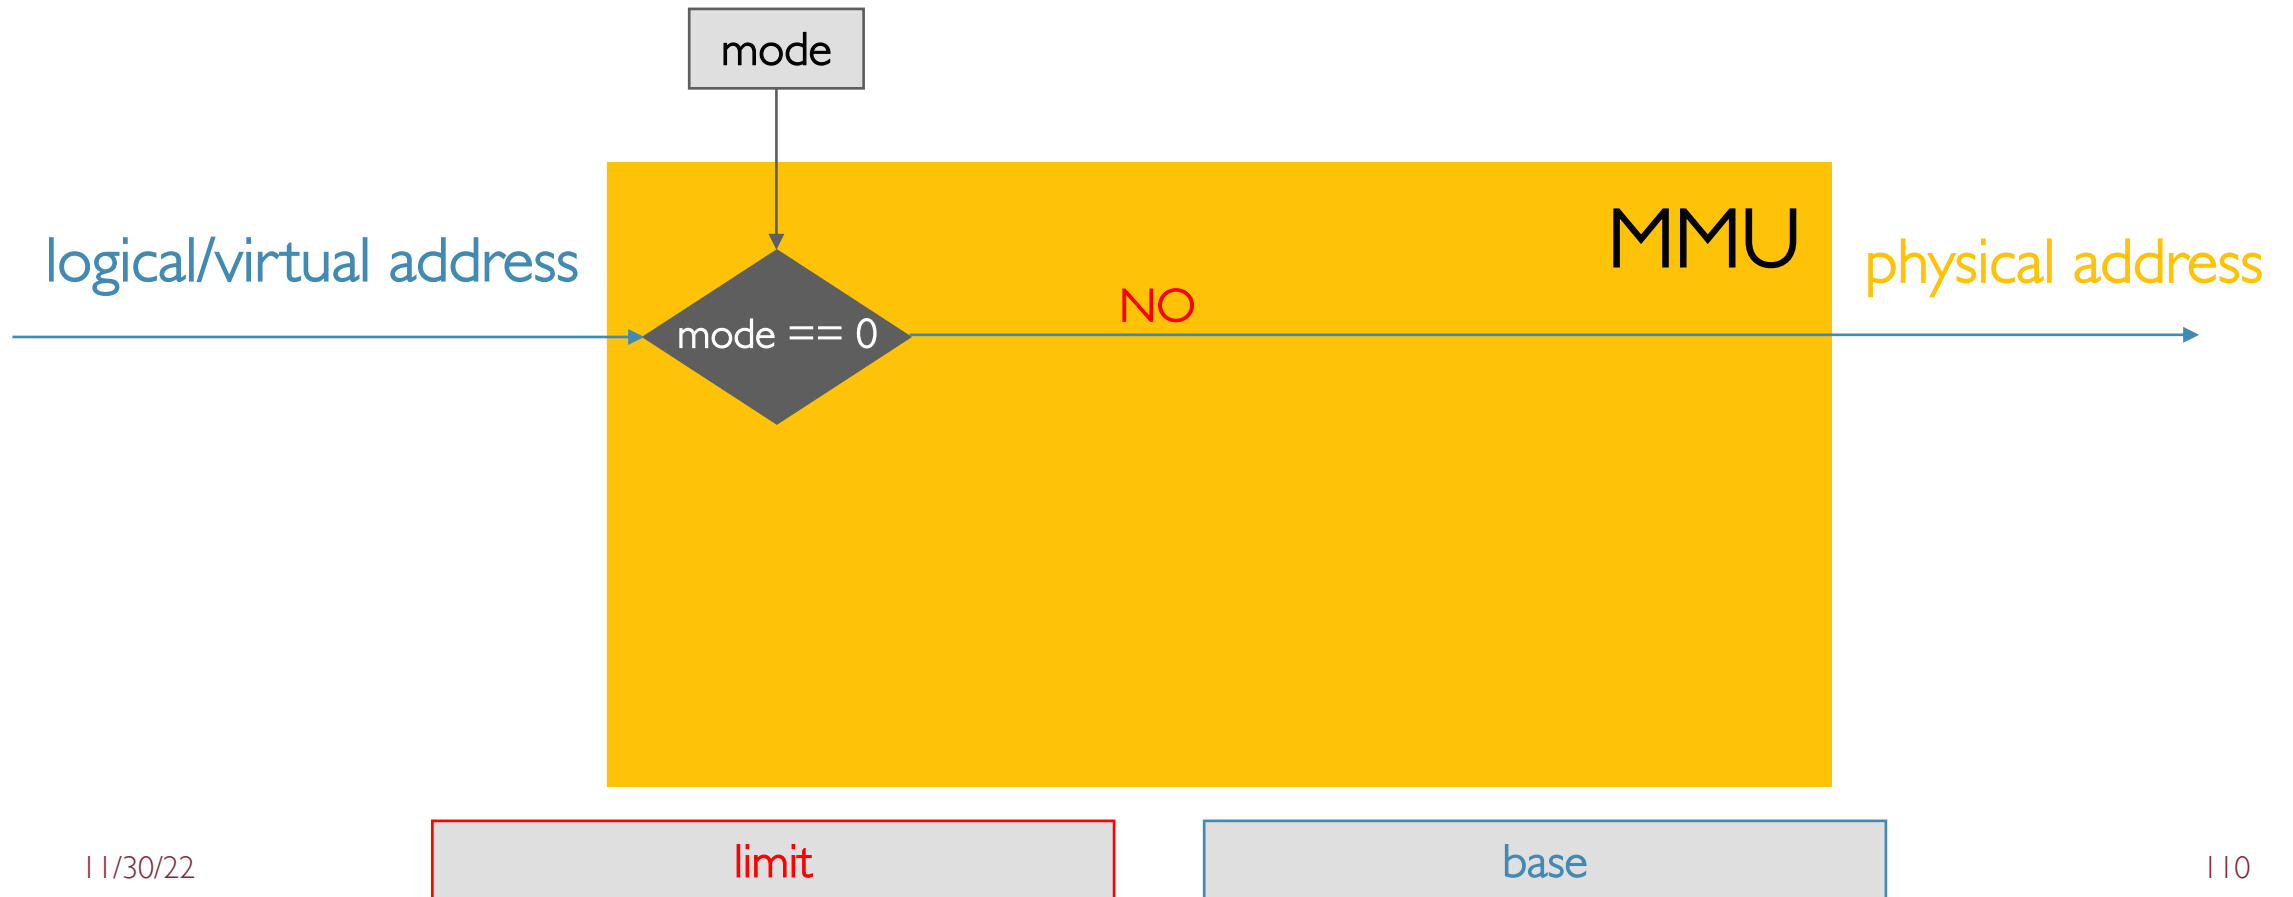 mode
MMU
logical/virtual address
physical address
NO
mode == 0
limit
base
11/30/22
110